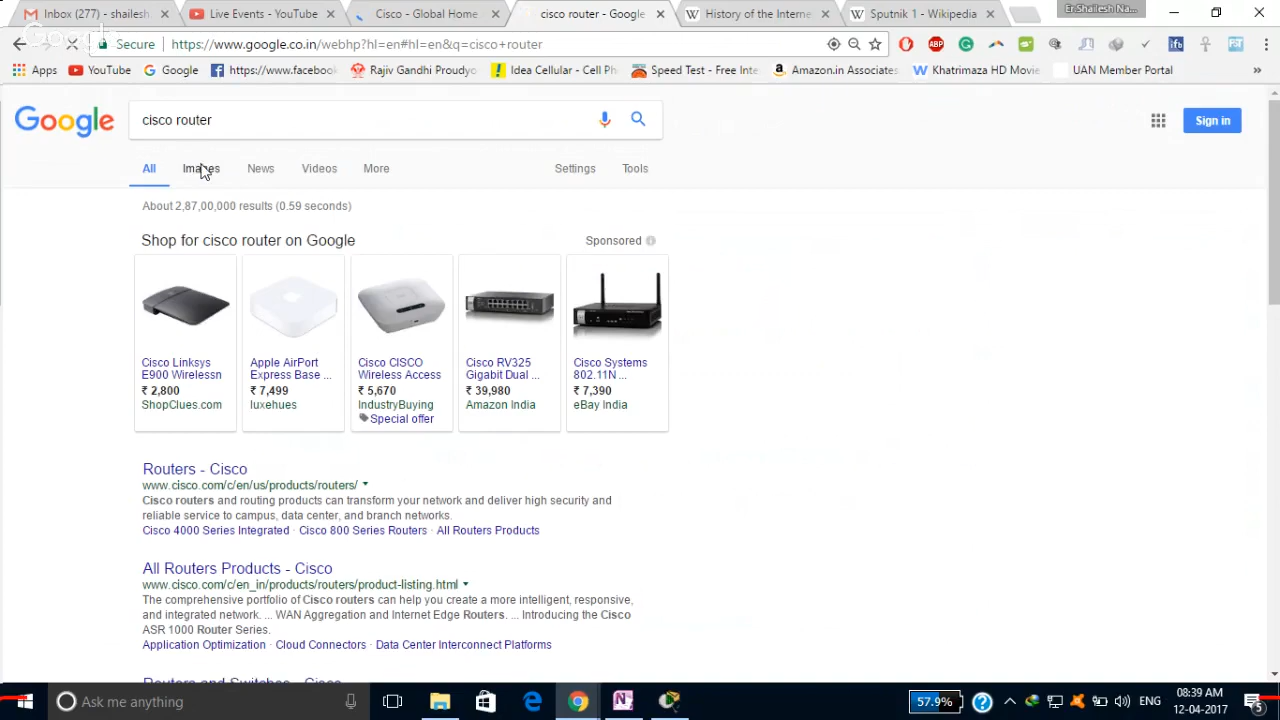 Inbox (277) - shailesh
Live Events - YouTube
Cisco - Global Home
cisco router - Google
History of the Interne
Sputnik 1 - Wikipedia
Er.Shailesh Na...
Google
Secure
https://www.google.co.in/webhp?hl=en#hl=en&q=cisco+router
Apps
YouTube
Google
https://www.faceboo
Rajiv Gandhi Proudyo
Idea Cellular - Cell Ph
Speed Test - Free Inte
Amazon.in Associates
Khatrimaza HD Movie
UAN Member Portal
»
Google
cisco router
Sign in
All
Images
News
Videos
More
Settings
Tools
About 2,87,00,000 results (0.59 seconds)
Shop for cisco router on Google
Sponsored
Cisco Linksys
E900 Wirelessn
₹ 2,800
ShopClues.com
Apple AirPort
Express Base ...
₹ 7,499
luxehues
Cisco CISCO
Wireless Access
₹ 5,670
IndustryBuying
Special offer
Cisco RV325
Gigabit Dual ...
₹ 39,980
Amazon India
Cisco Systems
802.11N ...
₹ 7,390
eBay India
Routers - Cisco
www.cisco.com/c/en/us/products/routers/
Cisco routers and routing products can transform your network and deliver high security and
reliable service to campus, data center, and branch networks.
Cisco 4000 Series Integrated · Cisco 800 Series Routers · All Routers Products
All Routers Products - Cisco
www.cisco.com/c/en_in/products/routers/product-listing.html
The comprehensive portfolio of Cisco routers can help you create a more intelligent, responsive,
and integrated network. ... WAN Aggregation and Internet Edge Routers. ... Introducing the Cisco
ASR 1000 Router Series.
Application Optimization · Cloud Connectors · Data Center Interconnect Platforms
Routers and Switches - Cisco
Ask me anything
57.9%
ENG
08:39 AM
12-04-2017
5